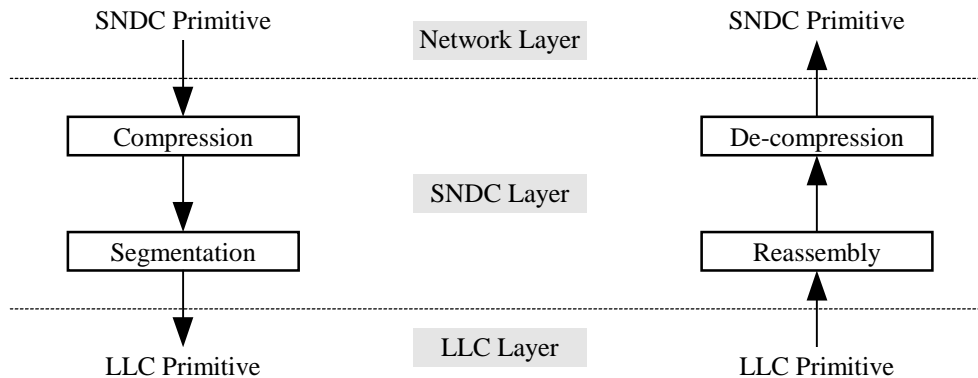 SNDC Primitive
Network Layer
SNDC Primitive
Compression
De-compression
SNDC Layer
Segmentation
Reassembly
LLC Layer
LLC Primitive
LLC Primitive